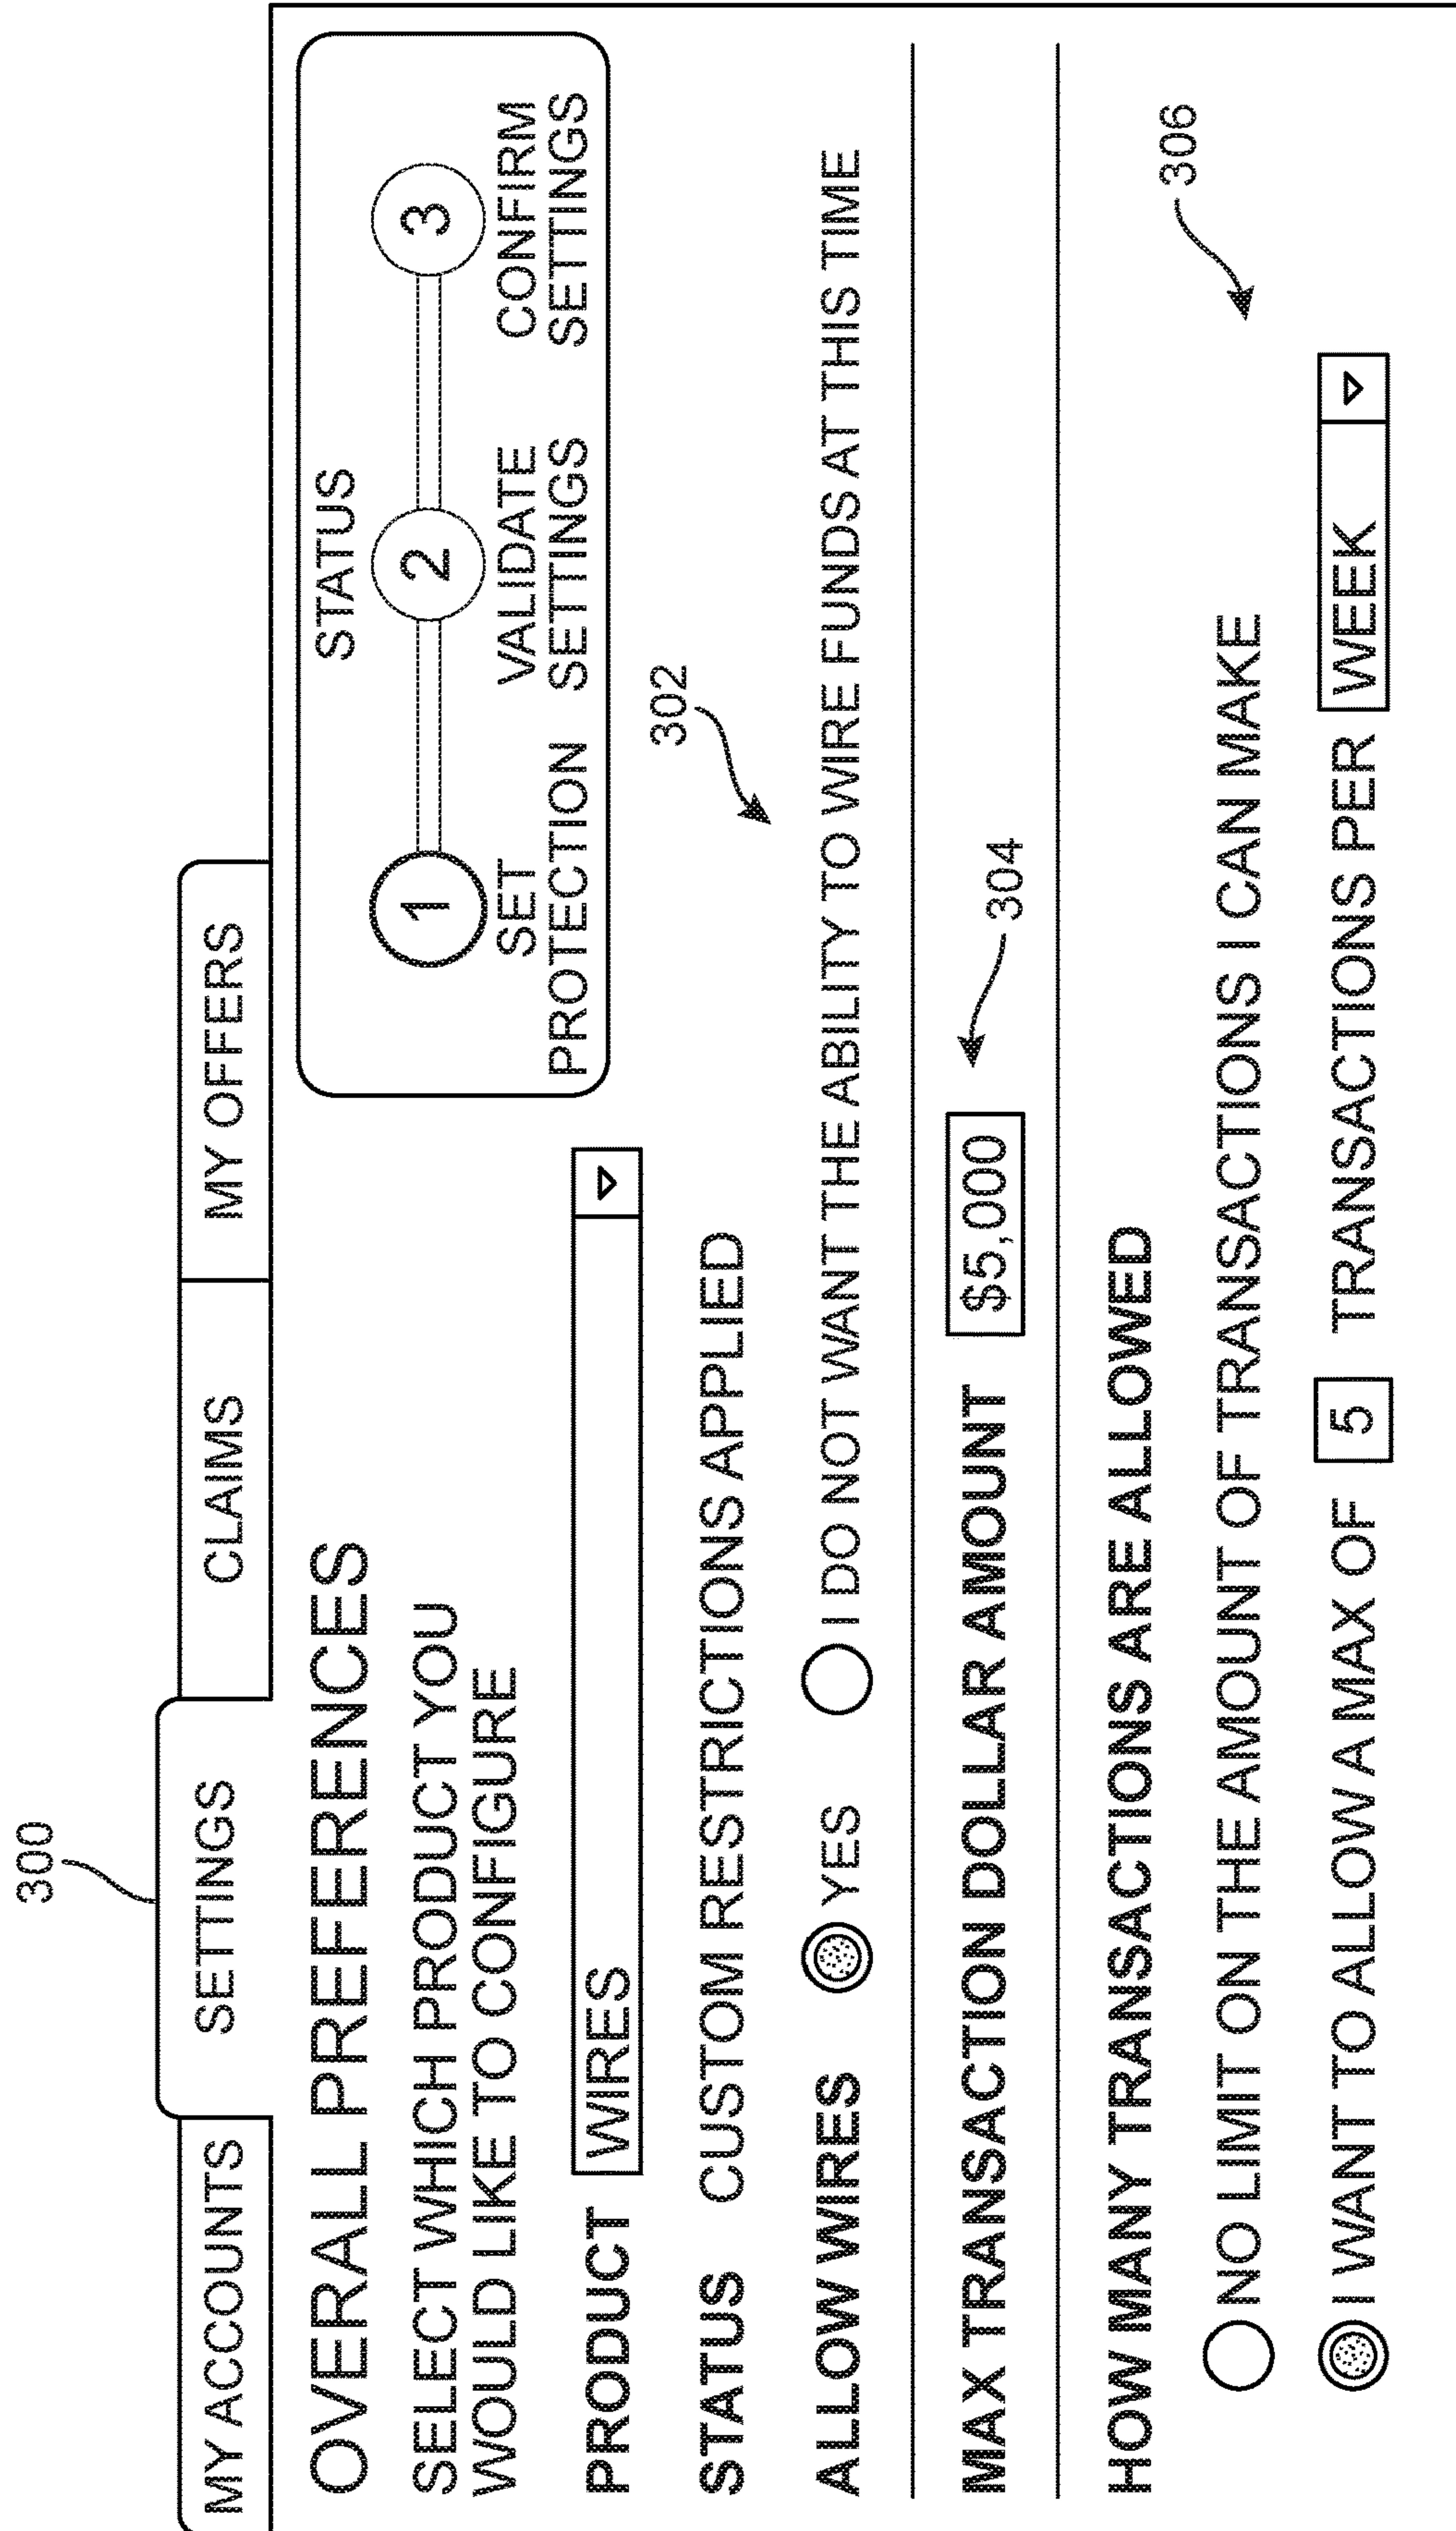 300
MY ACCOUNTS SETTINGS CLAIMS MY OFFERS
OVERALL PREFERENCES
SELECT WHICH PRODUCT YOU
WOULD LIKE TO CONFIGURE
STATUS
1 2 3
SET VALIDATE CONFIRM
PROTECTION SETTINGS SETTINGS
PRODUCT WIRES
302
STATUS CUSTOM RESTRICTIONS APPLIED
ALLOW WIRES YES I DO NOT WANT THE ABILITY TO WIRE FUNDS AT THIS TIME
MAX TRANSACTION DOLLAR AMOUNT $5,000 304
HOW MANY TRANSACTIONS ARE ALLOWED
306
NO LIMIT ON THE AMOUNT OF TRANSACTIONS I CAN MAKE
I WANT TO ALLOW A MAX OF 5 TRANSACTIONS PER WEEK